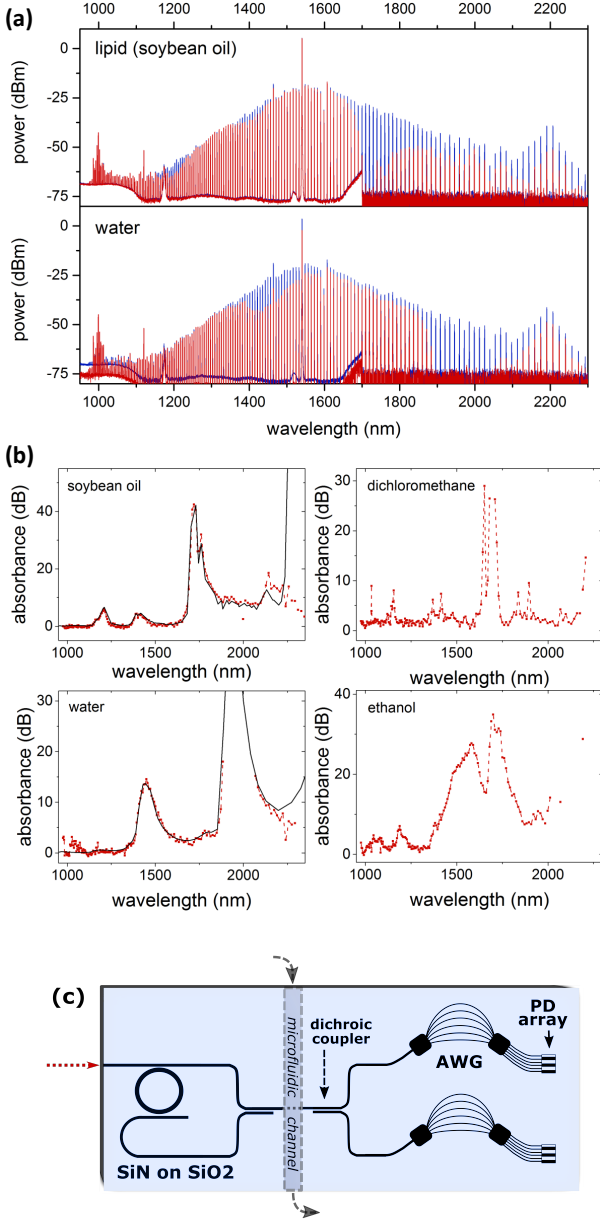 (a)
1000 1200 1400 1600 1800 2000 2200
lipid (soybean oil)
power (dBm)
0
-25
-50
-75
water
power (dBm)
0
-25
-50
-75
1000 1200 1400 1600 1800 2000 2200
wavelength (nm)
(b)
soybean oil
absorbance (dB)
40
20
0
1000 1500 2000
wavelength (nm)
dichloromethane
absorbance (dB)
30
20
10
0
1000 1500 2000
wavelength (nm)
water
absorbance (dB)
30
20
10
0
1000 1500 2000
wavelength (nm)
ethanol
absorbance (dB)
40
20
0
1000 1500 2000
wavelength (nm)
(c)
microfluidic channel
dichroic
coupler
AWG
PD
array
SiN on SiO2